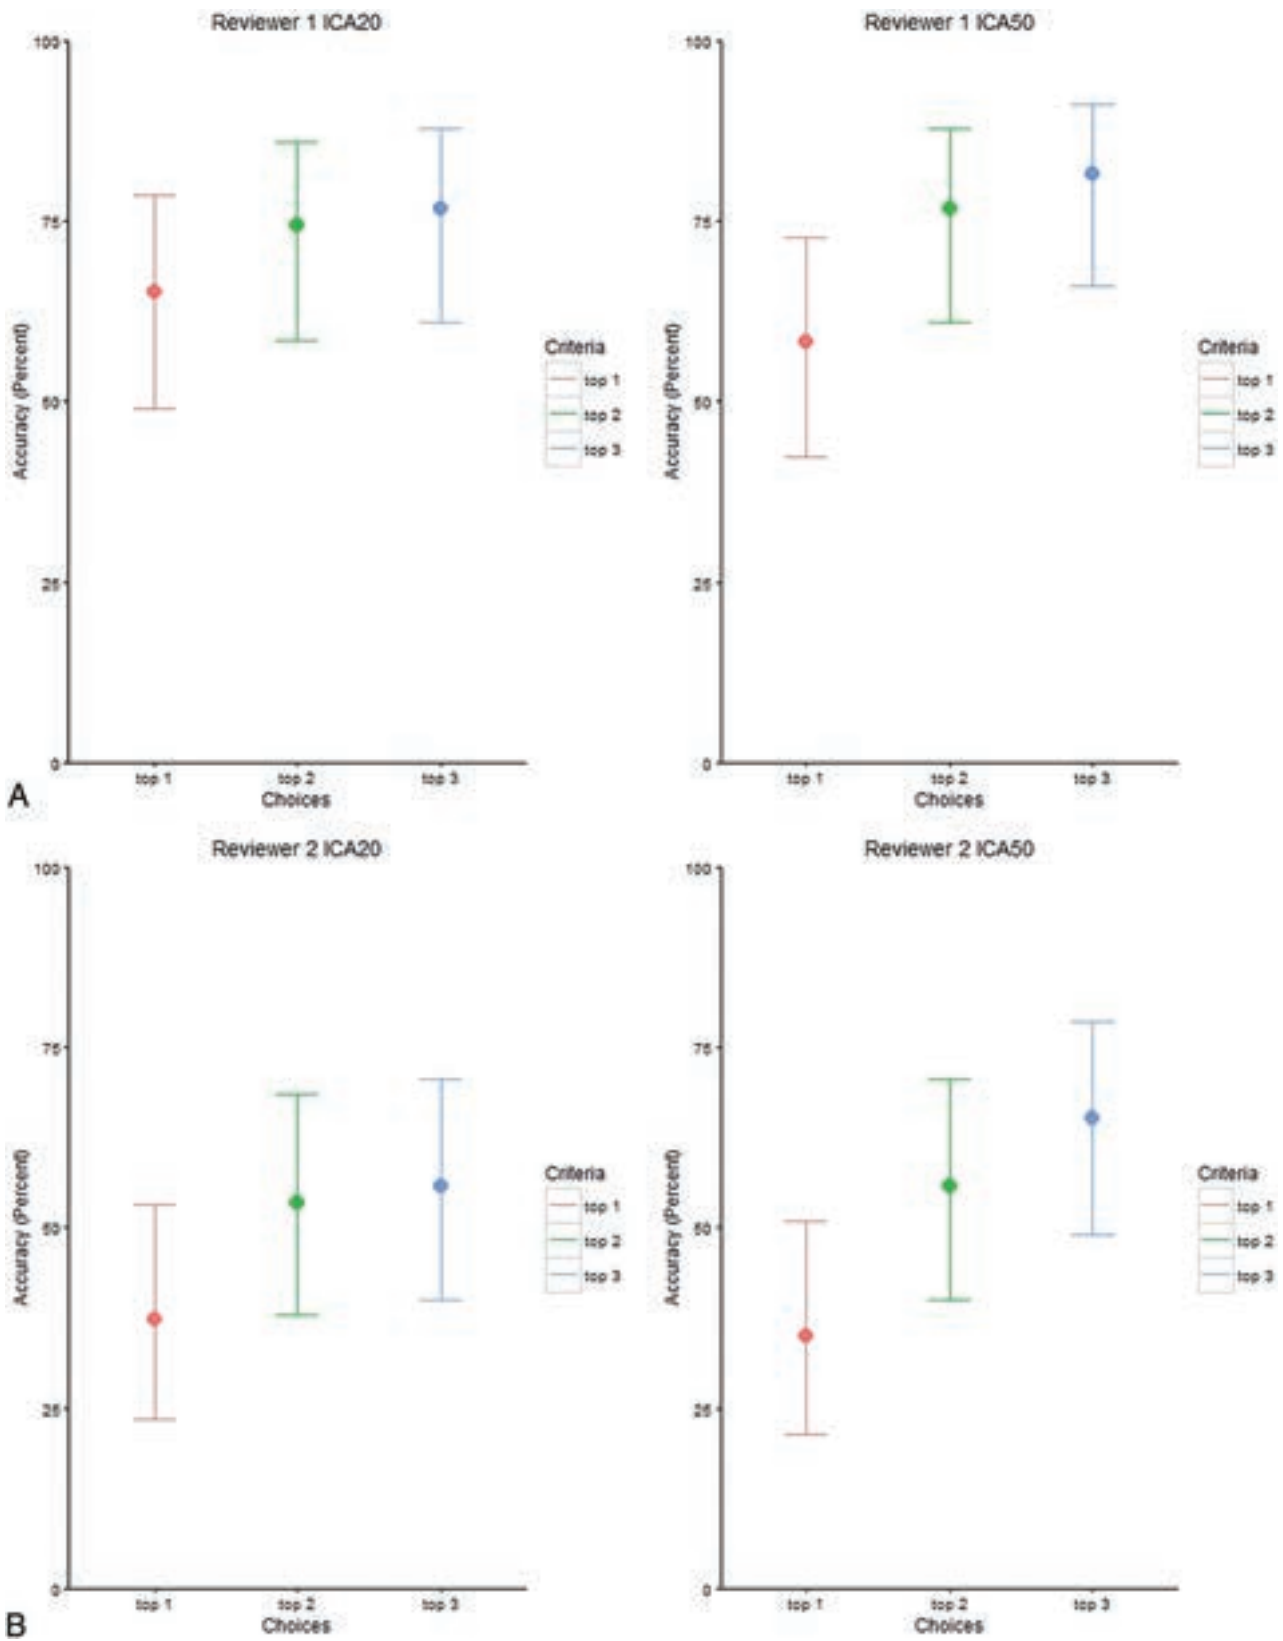 Reviewer 1 ICA20
100
75
50
25
0
Accuracy (Percent)
top 1
top 2
top 3
Choices
Criteria
top 1
top 2
top 3
Reviewer 1 ICA50
100
75
50
25
0
Accuracy (Percent)
top 1
top 2
top 3
Choices
Criteria
top 1
top 2
top 3
A
Reviewer 2 ICA20
100
75
50
25
0
Accuracy (Percent)
top 1
top 2
top 3
Choices
Criteria
top 1
top 2
top 3
Reviewer 2 ICA50
100
75
50
25
0
Accuracy (Percent)
top 1
top 2
top 3
Choices
Criteria
top 1
top 2
top 3
B